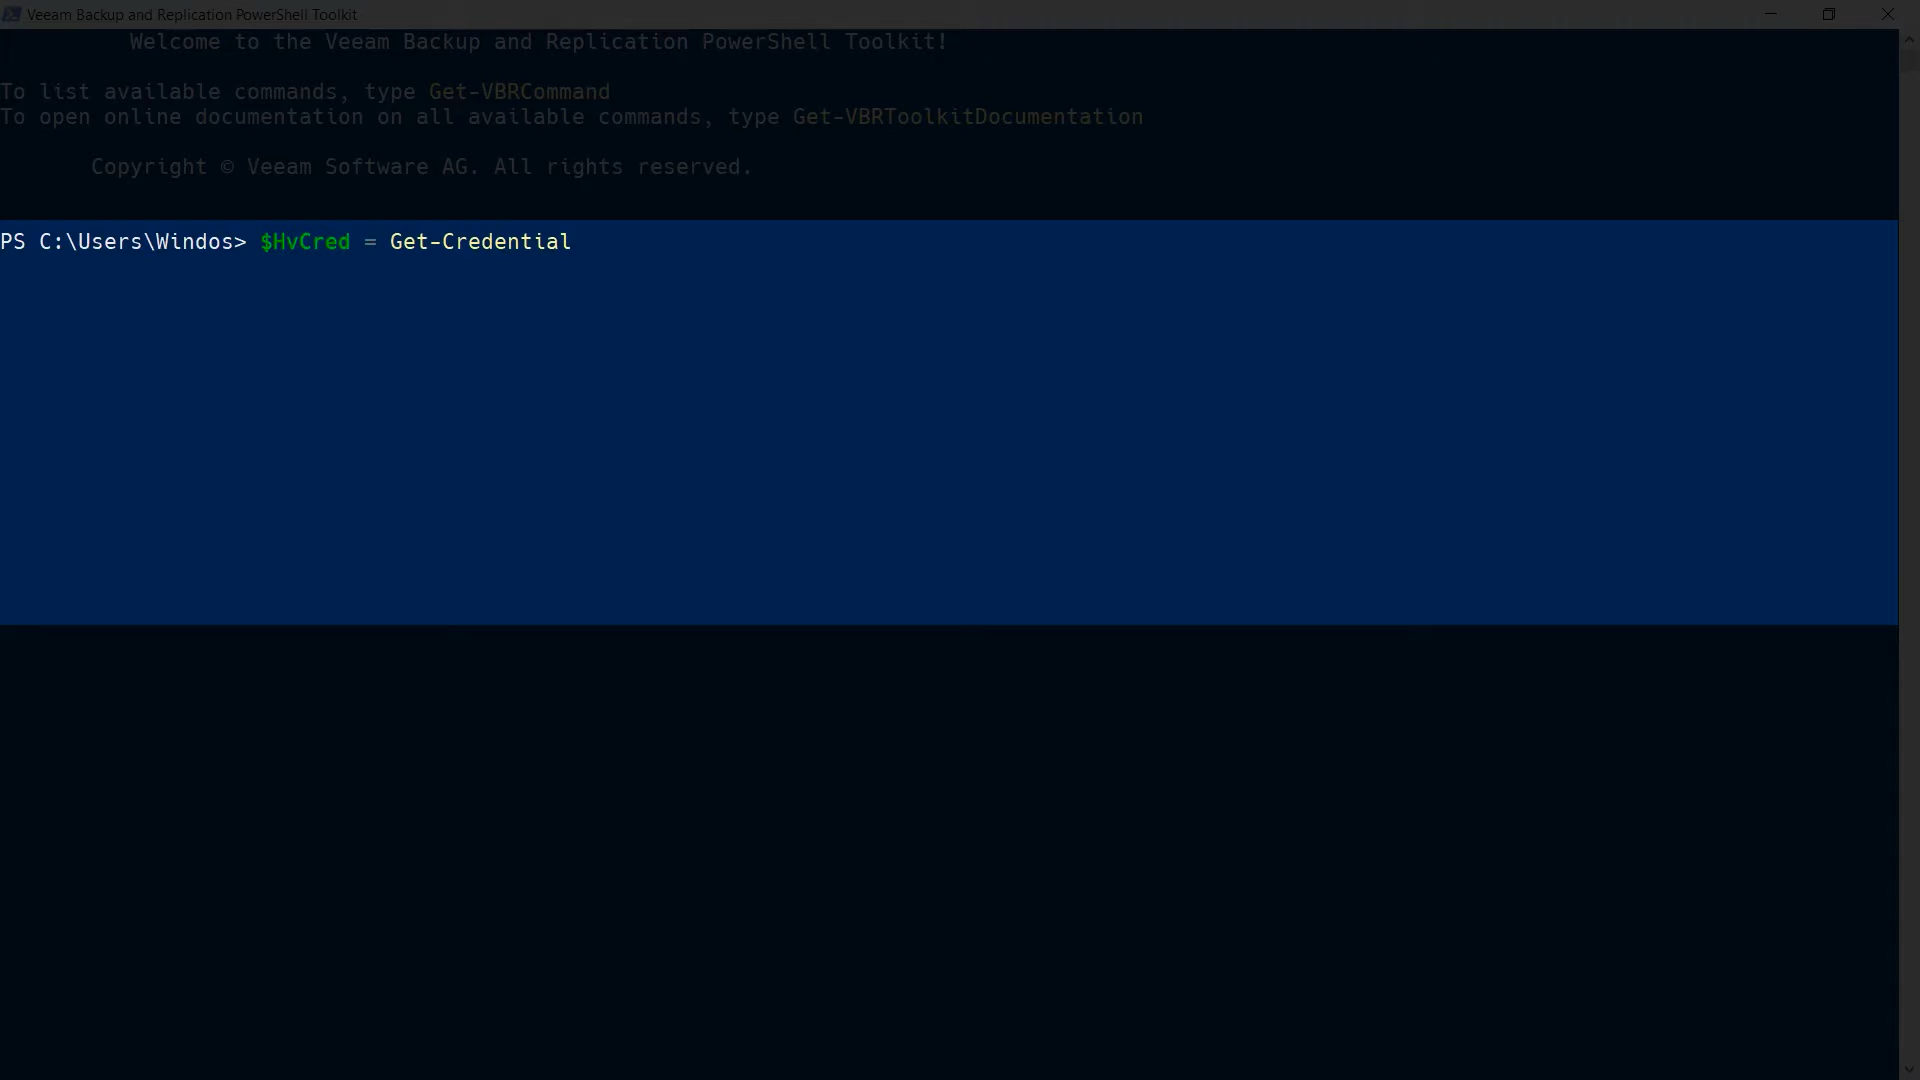 Veeam Backup and Replication PowerShell Toolkit
Welcome to the Veeam Backup and Replication PowerShell Toolkit!
To list available commands, type Get-VBRCommand
To open online documentation on all available commands, type Get-VBRToolkitDocumentation
Copyright © Veeam Software AG. All rights reserved.
PS C:\Users\Windos> $HvCred = Get-Credential